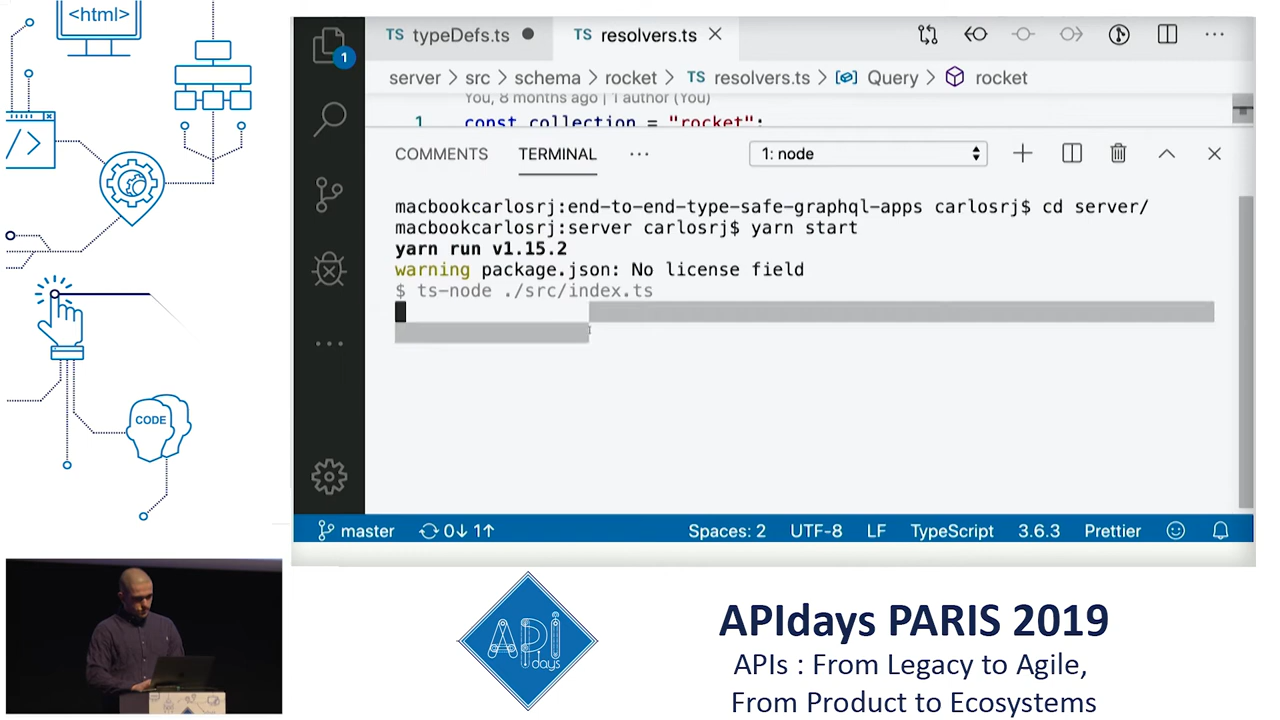 <html>
</>
CODE
1
TS typeDefs.ts
TS resolvers.ts
server > src > schema > rocket > TS resolvers.ts > Query > rocket
You, 8 months ago | 1 author (You)
1 const collection = "rocket";
COMMENTS TERMINAL ...
1: node
macbookcarlosrj:end-to-end-type-safe-graphql-apps carlosrj$ cd server/
macbookcarlosrj:server carlosrj$ yarn start
yarn run v1.15.2
warning package.json: No license field
$ ts-node ./src/index.ts
master 0↓ 1↑ Spaces: 2 UTF-8 LF TypeScript 3.6.3 Prettier
API
days
APIdays PARIS 2019
APIs : From Legacy to Agile,
From Product to Ecosystems